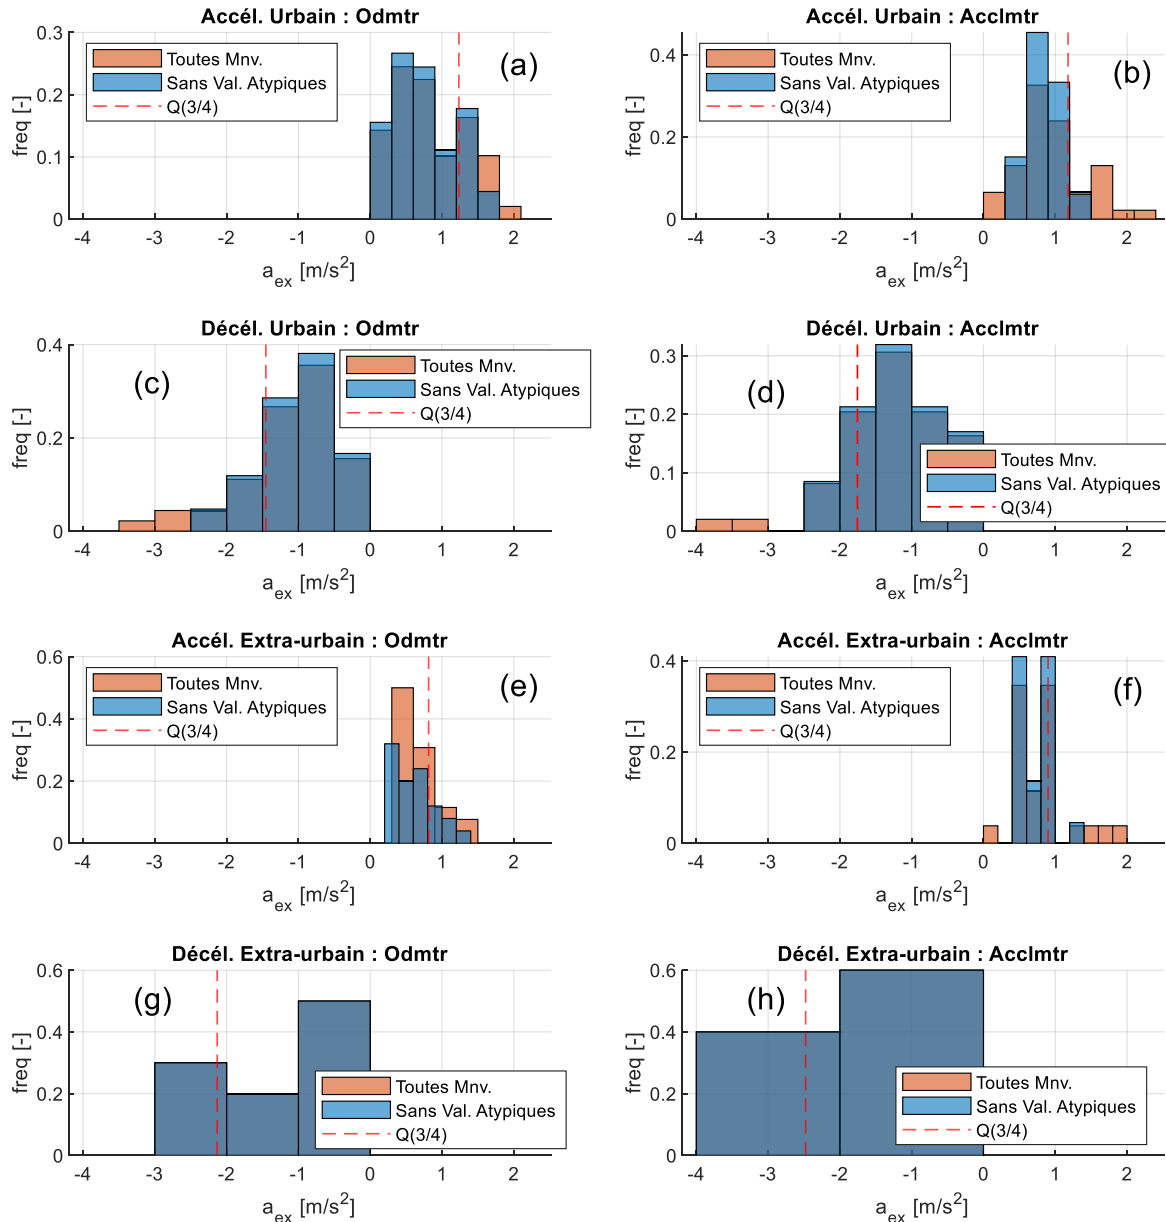 Accél. Urbain : Odmtr
0.3
0.2
0.1
0
freq [-]
Toutes Mnv.
Sans Val. Atypiques
Q(3/4)
(a)
-4 -3 -2 -1 0 1 2
a_ex [m/s²]
Accél. Urbain : Acclmtr
0.4
0.2
0
freq [-]
Toutes Mnv.
Sans Val. Atypiques
Q(3/4)
(b)
-4 -3 -2 -1 0 1 2
a_ex [m/s²]
Décél. Urbain : Odmtr
0.4
0.2
0
freq [-]
(c)
Toutes Mnv.
Sans Val. Atypiques
Q(3/4)
-4 -3 -2 -1 0 1 2
a_ex [m/s²]
Décél. Urbain : Acclmtr
0.3
0.2
0.1
0
freq [-]
(d)
Toutes Mnv.
Sans Val. Atypiques
Q(3/4)
-4 -3 -2 -1 0 1 2
a_ex [m/s²]
Accél. Extra-urbain : Odmtr
0.6
0.4
0.2
0
freq [-]
Toutes Mnv.
Sans Val. Atypiques
Q(3/4)
(e)
-4 -3 -2 -1 0 1 2
a_ex [m/s²]
Accél. Extra-urbain : Acclmtr
0.4
0.2
0
freq [-]
Toutes Mnv.
Sans Val. Atypiques
Q(3/4)
(f)
-4 -3 -2 -1 0 1 2
a_ex [m/s²]
Décél. Extra-urbain : Odmtr
0.6
0.4
0.2
0
freq [-]
(g)
Toutes Mnv.
Sans Val. Atypiques
Q(3/4)
-4 -3 -2 -1 0 1 2
a_ex [m/s²]
Décél. Extra-urbain : Acclmtr
0.6
0.4
0.2
0
freq [-]
(h)
Toutes Mnv.
Sans Val. Atypiques
Q(3/4)
-4 -3 -2 -1 0 1 2
a_ex [m/s²]